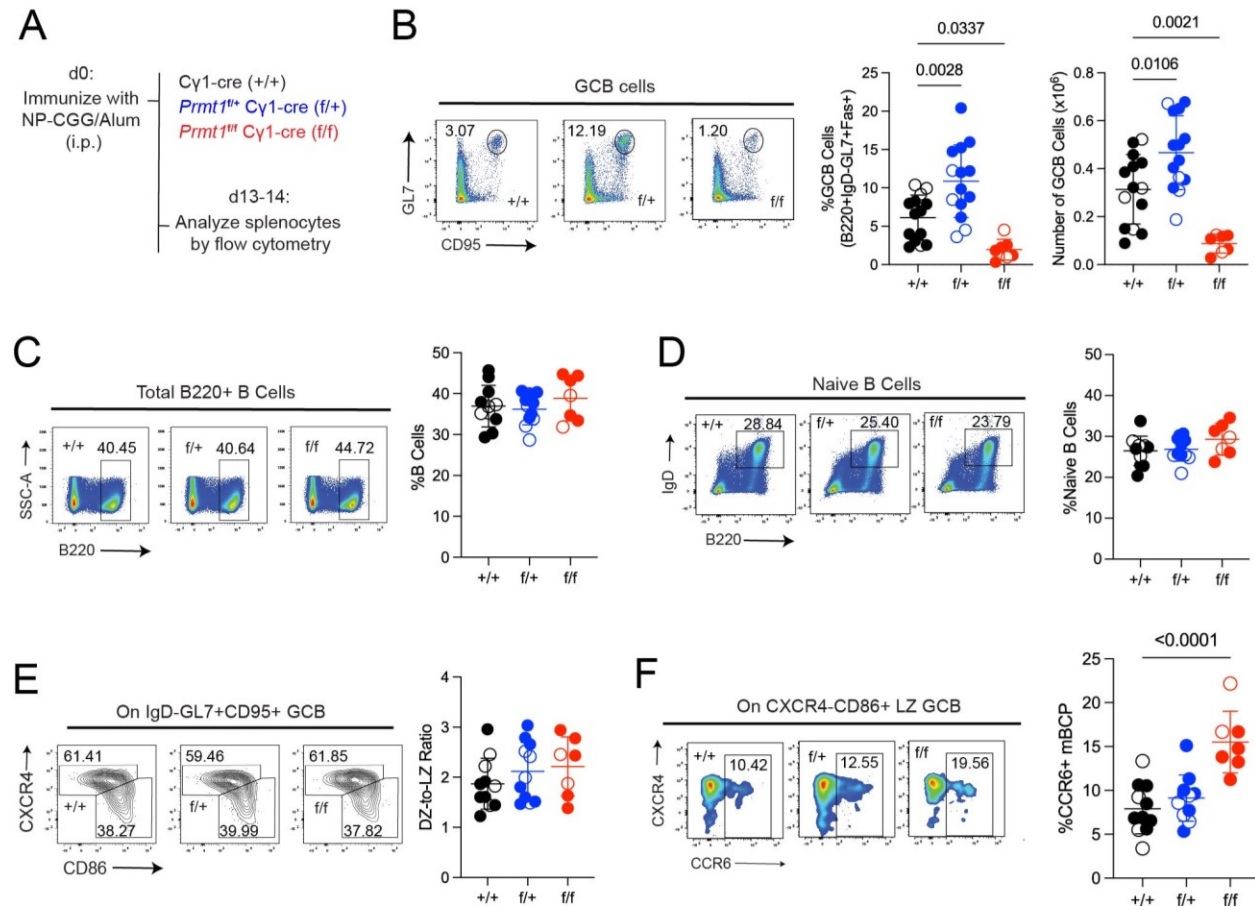 A
d0:
Immunize with
NP-CGG/Alum
(i.p.)
Cγ1-cre (+/+)
Prmt1f/+ Cγ1-cre (f/+)
Prmt1f/f Cγ1-cre (f/f)
d13-14:
Analyze splenocytes
by flow cytometry
B
GCB cells
GL7
3.07
+/+
12.19
f/+
1.20
f/f
CD95
0.0337
0.0028
%GCB Cells
(B220+IgD-GL7+Fas+)
25
20
15
10
5
0
+/+ f/+ f/f
0.0021
0.0106
Number of GCB Cells (x10⁶)
0.8
0.6
0.4
0.2
0.0
+/+ f/+ f/f
C
Total B220+ B Cells
SSC-A
+/+ 40.45
f/+ 40.64
f/f 44.72
B220
%B Cells
50
40
30
20
10
0
+/+ f/+ f/f
D
Naive B Cells
IgD
+/+ 28.84
f/+ 25.40
f/f 23.79
B220
%Naive B Cells
50
40
30
20
10
0
+/+ f/+ f/f
E
On IgD-GL7+CD95+ GCB
CXCR4
61.41
+/+
38.27
59.46
f/+
39.99
61.85
f/f
37.82
CD86
DZ-to-LZ Ratio
4
3
2
1
0
+/+ f/+ f/f
F
On CXCR4-CD86+ LZ GCB
CXCR4
+/+
10.42
f/+
12.55
f/f
19.56
CCR6
<0.0001
%CCR6+ mBCP
25
20
15
10
5
0
+/+ f/+ f/f